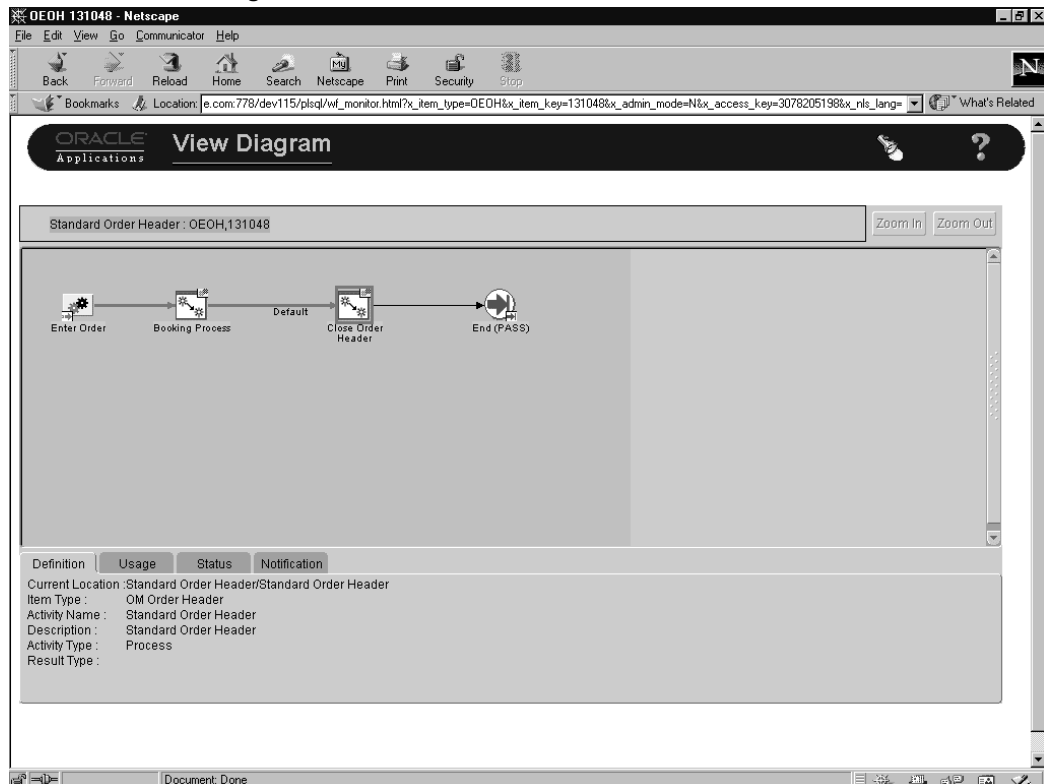 OEOH 131048 - Netscape
File Edit View Go Communicator Help
Back Forward Reload Home Search Netscape Print Security Stop
My
N
Bookmarks Location: e.com:778/dev115/plsql/wf_monitor.html?x_item_type=OEOH&x_item_key=131048&x_admin_mode=N&x_access_key=3078205198&x_nls_lang= What's Related
ORACLE
Applications
View Diagram
?
Standard Order Header : OEOH,131048
Zoom In Zoom Out
Enter Order Booking Process Default Close Order Header End (PASS)
Definition Usage Status Notification
Current Location :Standard Order Header/Standard Order Header
Item Type : OM Order Header
Activity Name : Standard Order Header
Description : Standard Order Header
Activity Type : Process
Result Type :
Document: Done